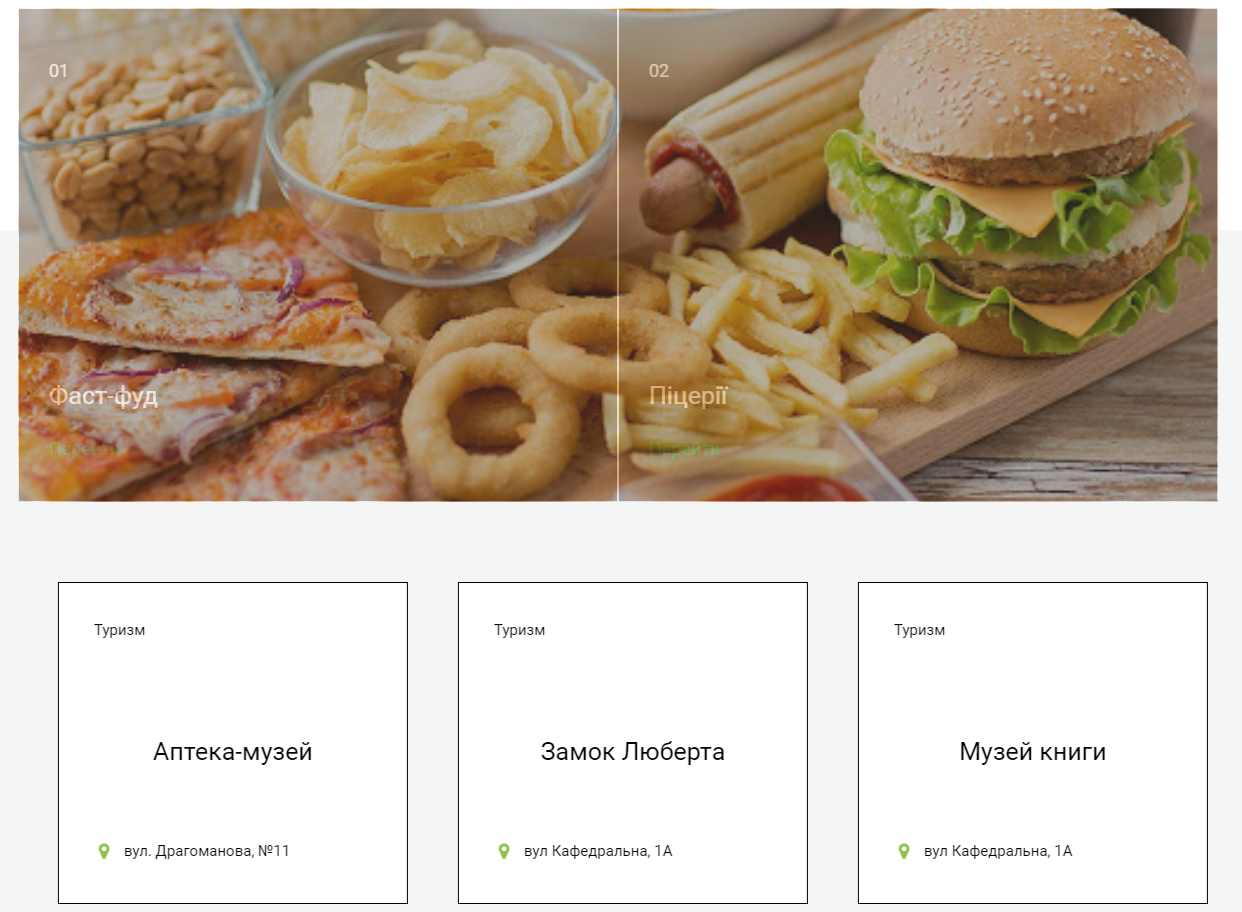 01
02
Фаст-фуд
Піцерії
Перейти
Перейти
Туризм
Туризм
Туризм
Аптека-музей
Замок Люберта
Музей книги
вул. Драгоманова, №11
вул Кафедральна, 1А
вул Кафедральна, 1А